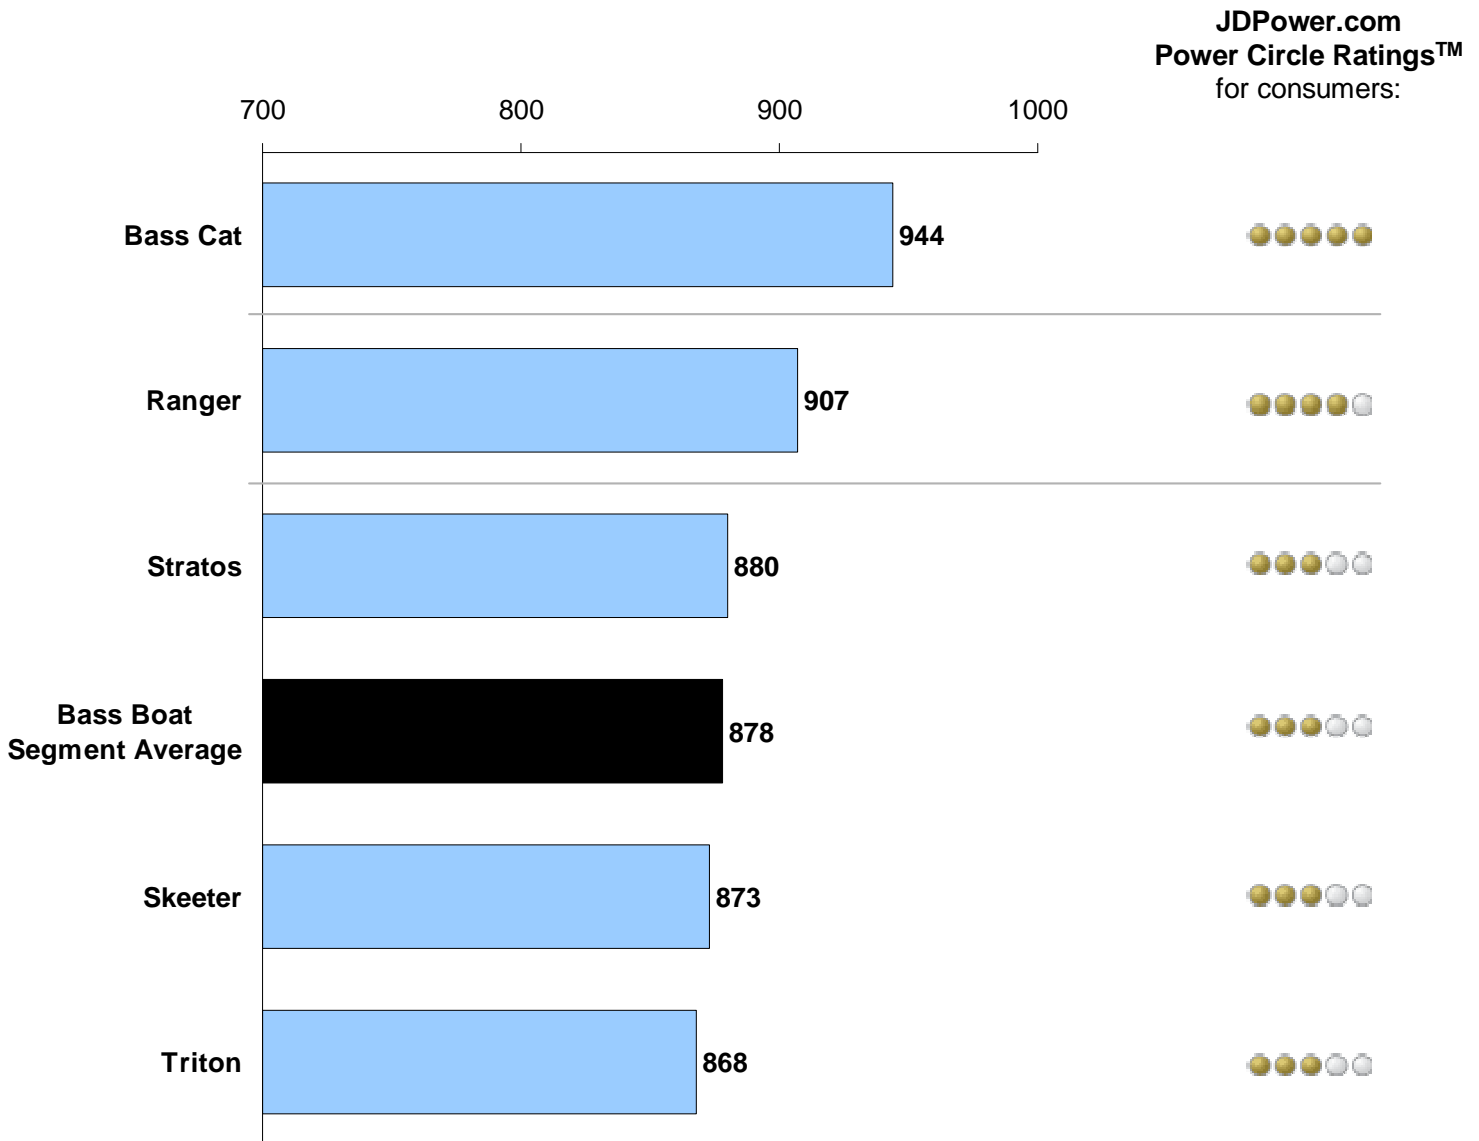 JDPower.com
Power Circle Ratings™
for consumers:
700 800 900 1000
Bass Cat 944
Ranger 907
Stratos 880
Bass Boat
Segment Average 878
Skeeter 873
Triton 868